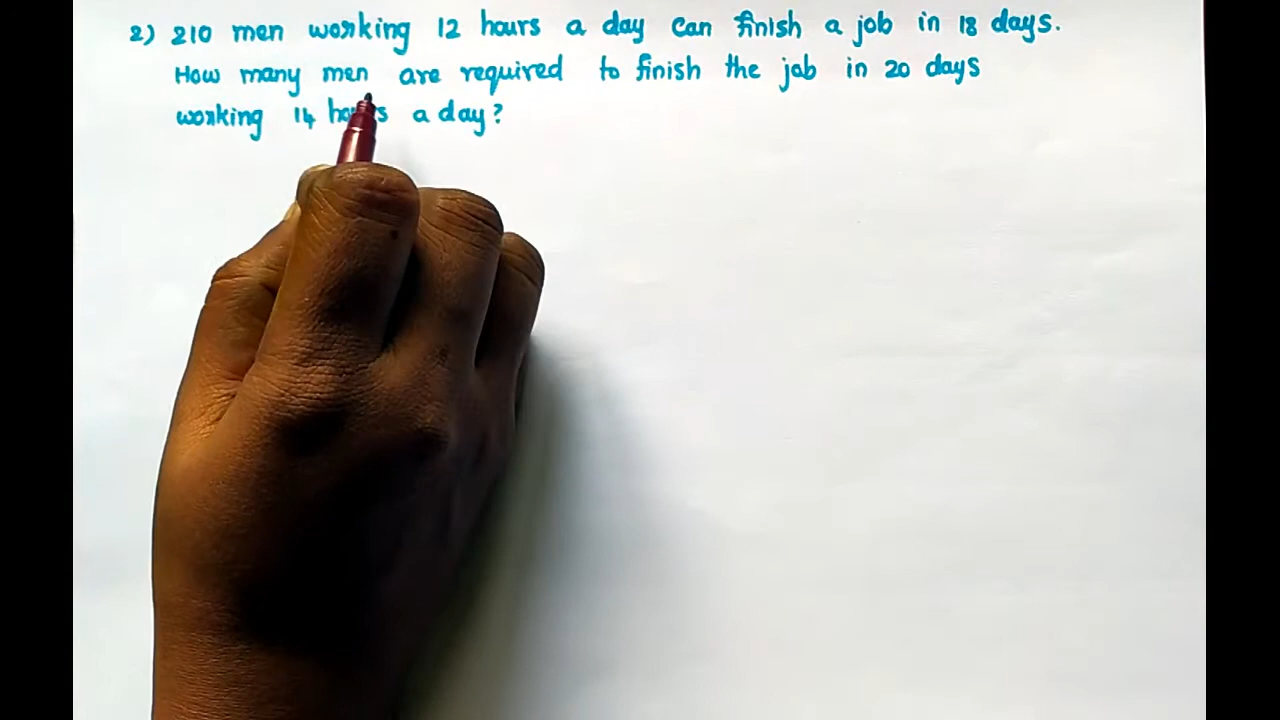 2) 210 men working 12 hours a day can finish a job in 18 days.
How many men are required to finish the job in 20 days
working 14 hours a day?